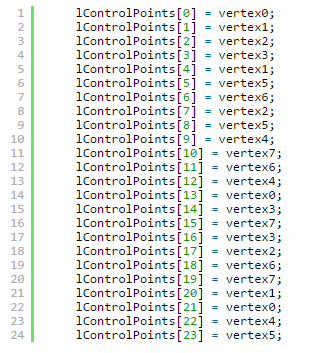 1 lControlPoints[0] = vertex0;
2 lControlPoints[1] = vertex1;
3 lControlPoints[2] = vertex2;
4 lControlPoints[3] = vertex3;
5 lControlPoints[4] = vertex1;
6 lControlPoints[5] = vertex5;
7 lControlPoints[6] = vertex6;
8 lControlPoints[7] = vertex2;
9 lControlPoints[8] = vertex5;
10 lControlPoints[9] = vertex4;
11 lControlPoints[10] = vertex7;
12 lControlPoints[11] = vertex6;
13 lControlPoints[12] = vertex4;
14 lControlPoints[13] = vertex0;
15 lControlPoints[14] = vertex3;
16 lControlPoints[15] = vertex7;
17 lControlPoints[16] = vertex3;
18 lControlPoints[17] = vertex2;
19 lControlPoints[18] = vertex6;
20 lControlPoints[19] = vertex7;
21 lControlPoints[20] = vertex1;
22 lControlPoints[21] = vertex0;
23 lControlPoints[22] = vertex4;
24 lControlPoints[23] = vertex5;